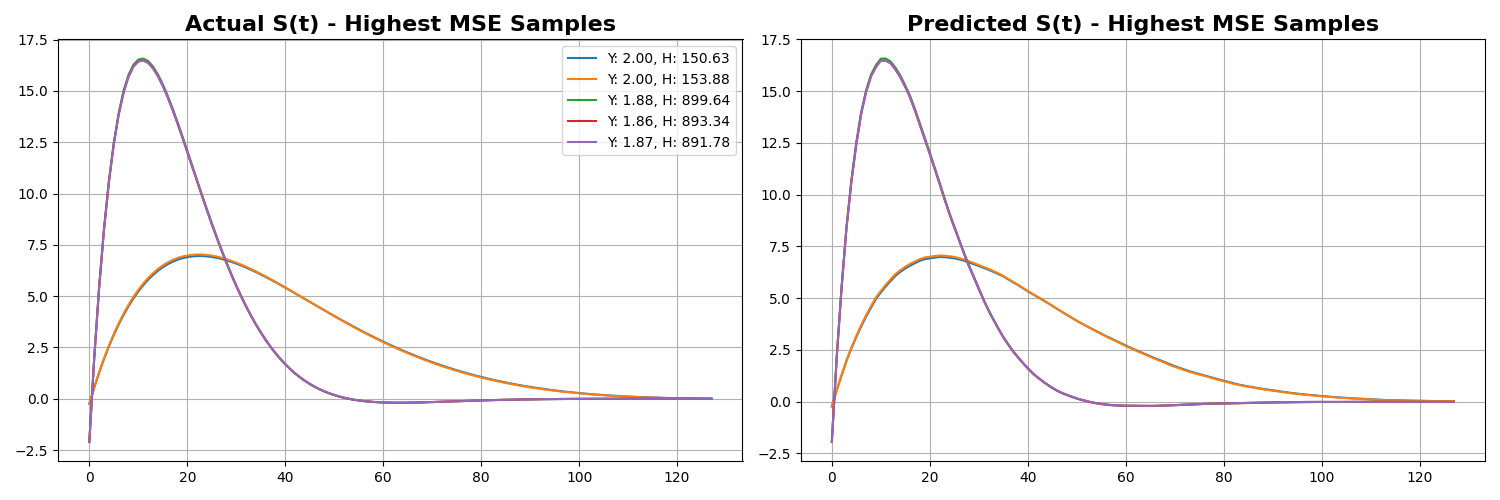 Actual S(t) - Highest MSE Samples
17.5
15.0
12.5
10.0
7.5
5.0
2.5
0.0
−2.5
0 20 40 60 80 100 120
Y: 2.00, H: 150.63
Y: 2.00, H: 153.88
Y: 1.88, H: 899.64
Y: 1.86, H: 893.34
Y: 1.87, H: 891.78
Predicted S(t) - Highest MSE Samples
17.5
15.0
12.5
10.0
7.5
5.0
2.5
0.0
−2.5
0 20 40 60 80 100 120